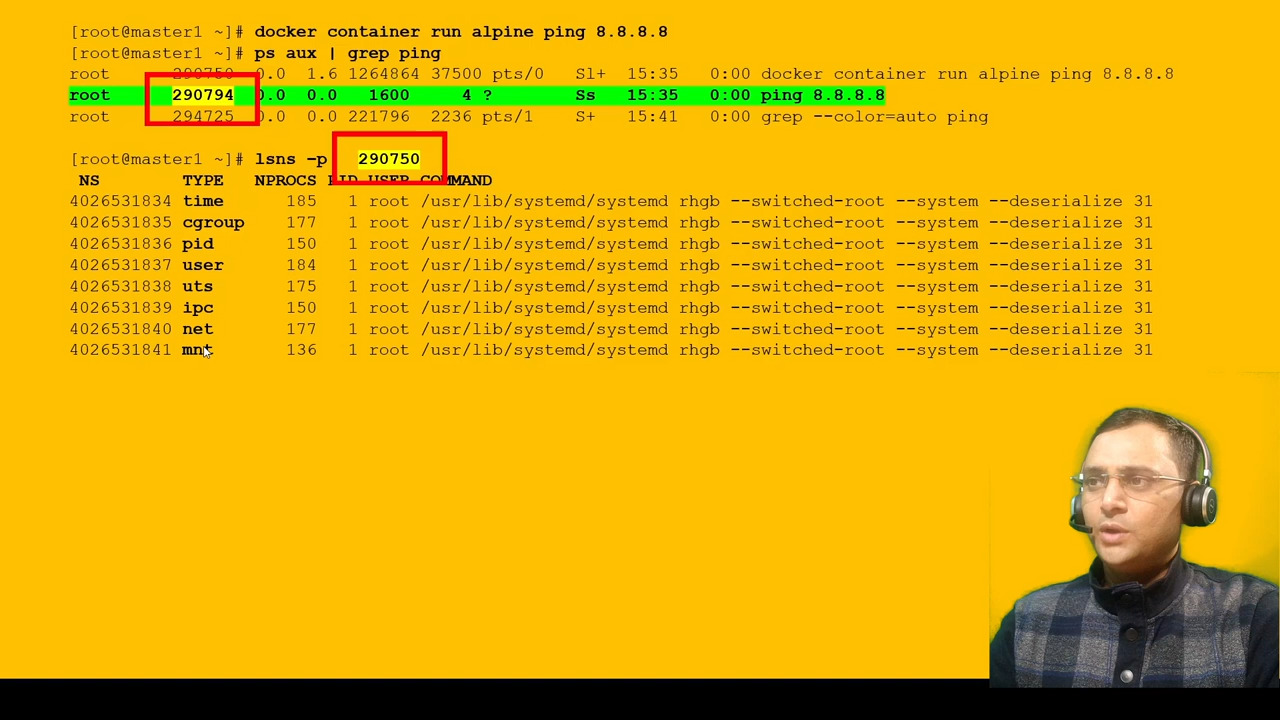 [root@master1 ~]# docker container run alpine ping 8.8.8.8
[root@master1 ~]# ps aux | grep ping
root 290750 0.0 1.6 1264864 37500 pts/0 Sl+ 15:35 0:00 docker container run alpine ping 8.8.8.8
root 290794 0.0 0.0 1600 4 ? Ss 15:35 0:00 ping 8.8.8.8
root 294725 0.0 0.0 221796 2236 pts/1 S+ 15:41 0:00 grep --color=auto ping
[root@master1 ~]# lsns -p 290750
NS TYPE NPROCS PID USER COMMAND
4026531834 time 185 1 root /usr/lib/systemd/systemd rhgb --switched-root --system --deserialize 31
4026531835 cgroup 177 1 root /usr/lib/systemd/systemd rhgb --switched-root --system --deserialize 31
4026531836 pid 150 1 root /usr/lib/systemd/systemd rhgb --switched-root --system --deserialize 31
4026531837 user 184 1 root /usr/lib/systemd/systemd rhgb --switched-root --system --deserialize 31
4026531838 uts 175 1 root /usr/lib/systemd/systemd rhgb --switched-root --system --deserialize 31
4026531839 ipc 150 1 root /usr/lib/systemd/systemd rhgb --switched-root --system --deserialize 31
4026531840 net 177 1 root /usr/lib/systemd/systemd rhgb --switched-root --system --deserialize 31
4026531841 mnt 136 1 root /usr/lib/systemd/systemd rhgb --switched-root --system --deserialize 31